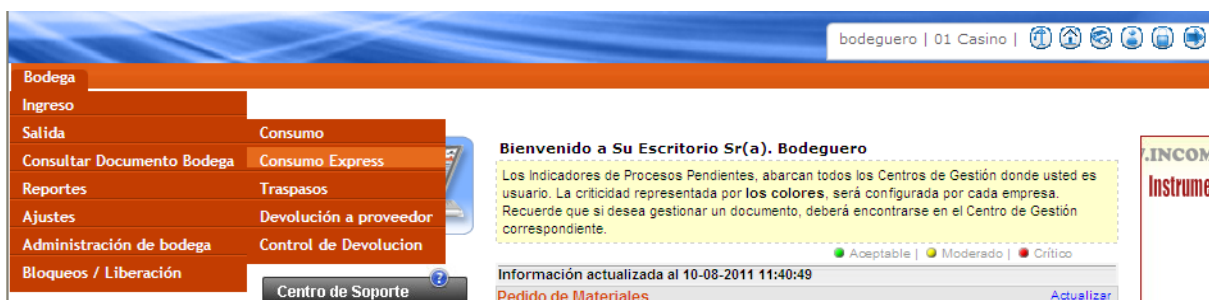 bodeguero | 01 Casino |
Bodega
Ingreso
Salida
Consultar Documento Bodega
Reportes
Ajustes
Administración de bodega
Bloqueos / Liberación
Consumo
Consumo Express
Traspasos
Devolución a proveedor
Control de Devolucion
Centro de Soporte
?
Bienvenido a Su Escritorio Sr(a). Bodeguero
Los Indicadores de Procesos Pendientes, abarcan todos los Centros de Gestión donde usted es
usuario. La criticidad representada por los colores, será configurada por cada empresa.
Recuerde que si desea gestionar un documento, deberá encontrarse en el Centro de Gestión
correspondiente.
Aceptable | Moderado | Crítico
Información actualizada al 10-08-2011 11:40:49
Pedido de Materiales Actualizar
.INCOM
Instrume